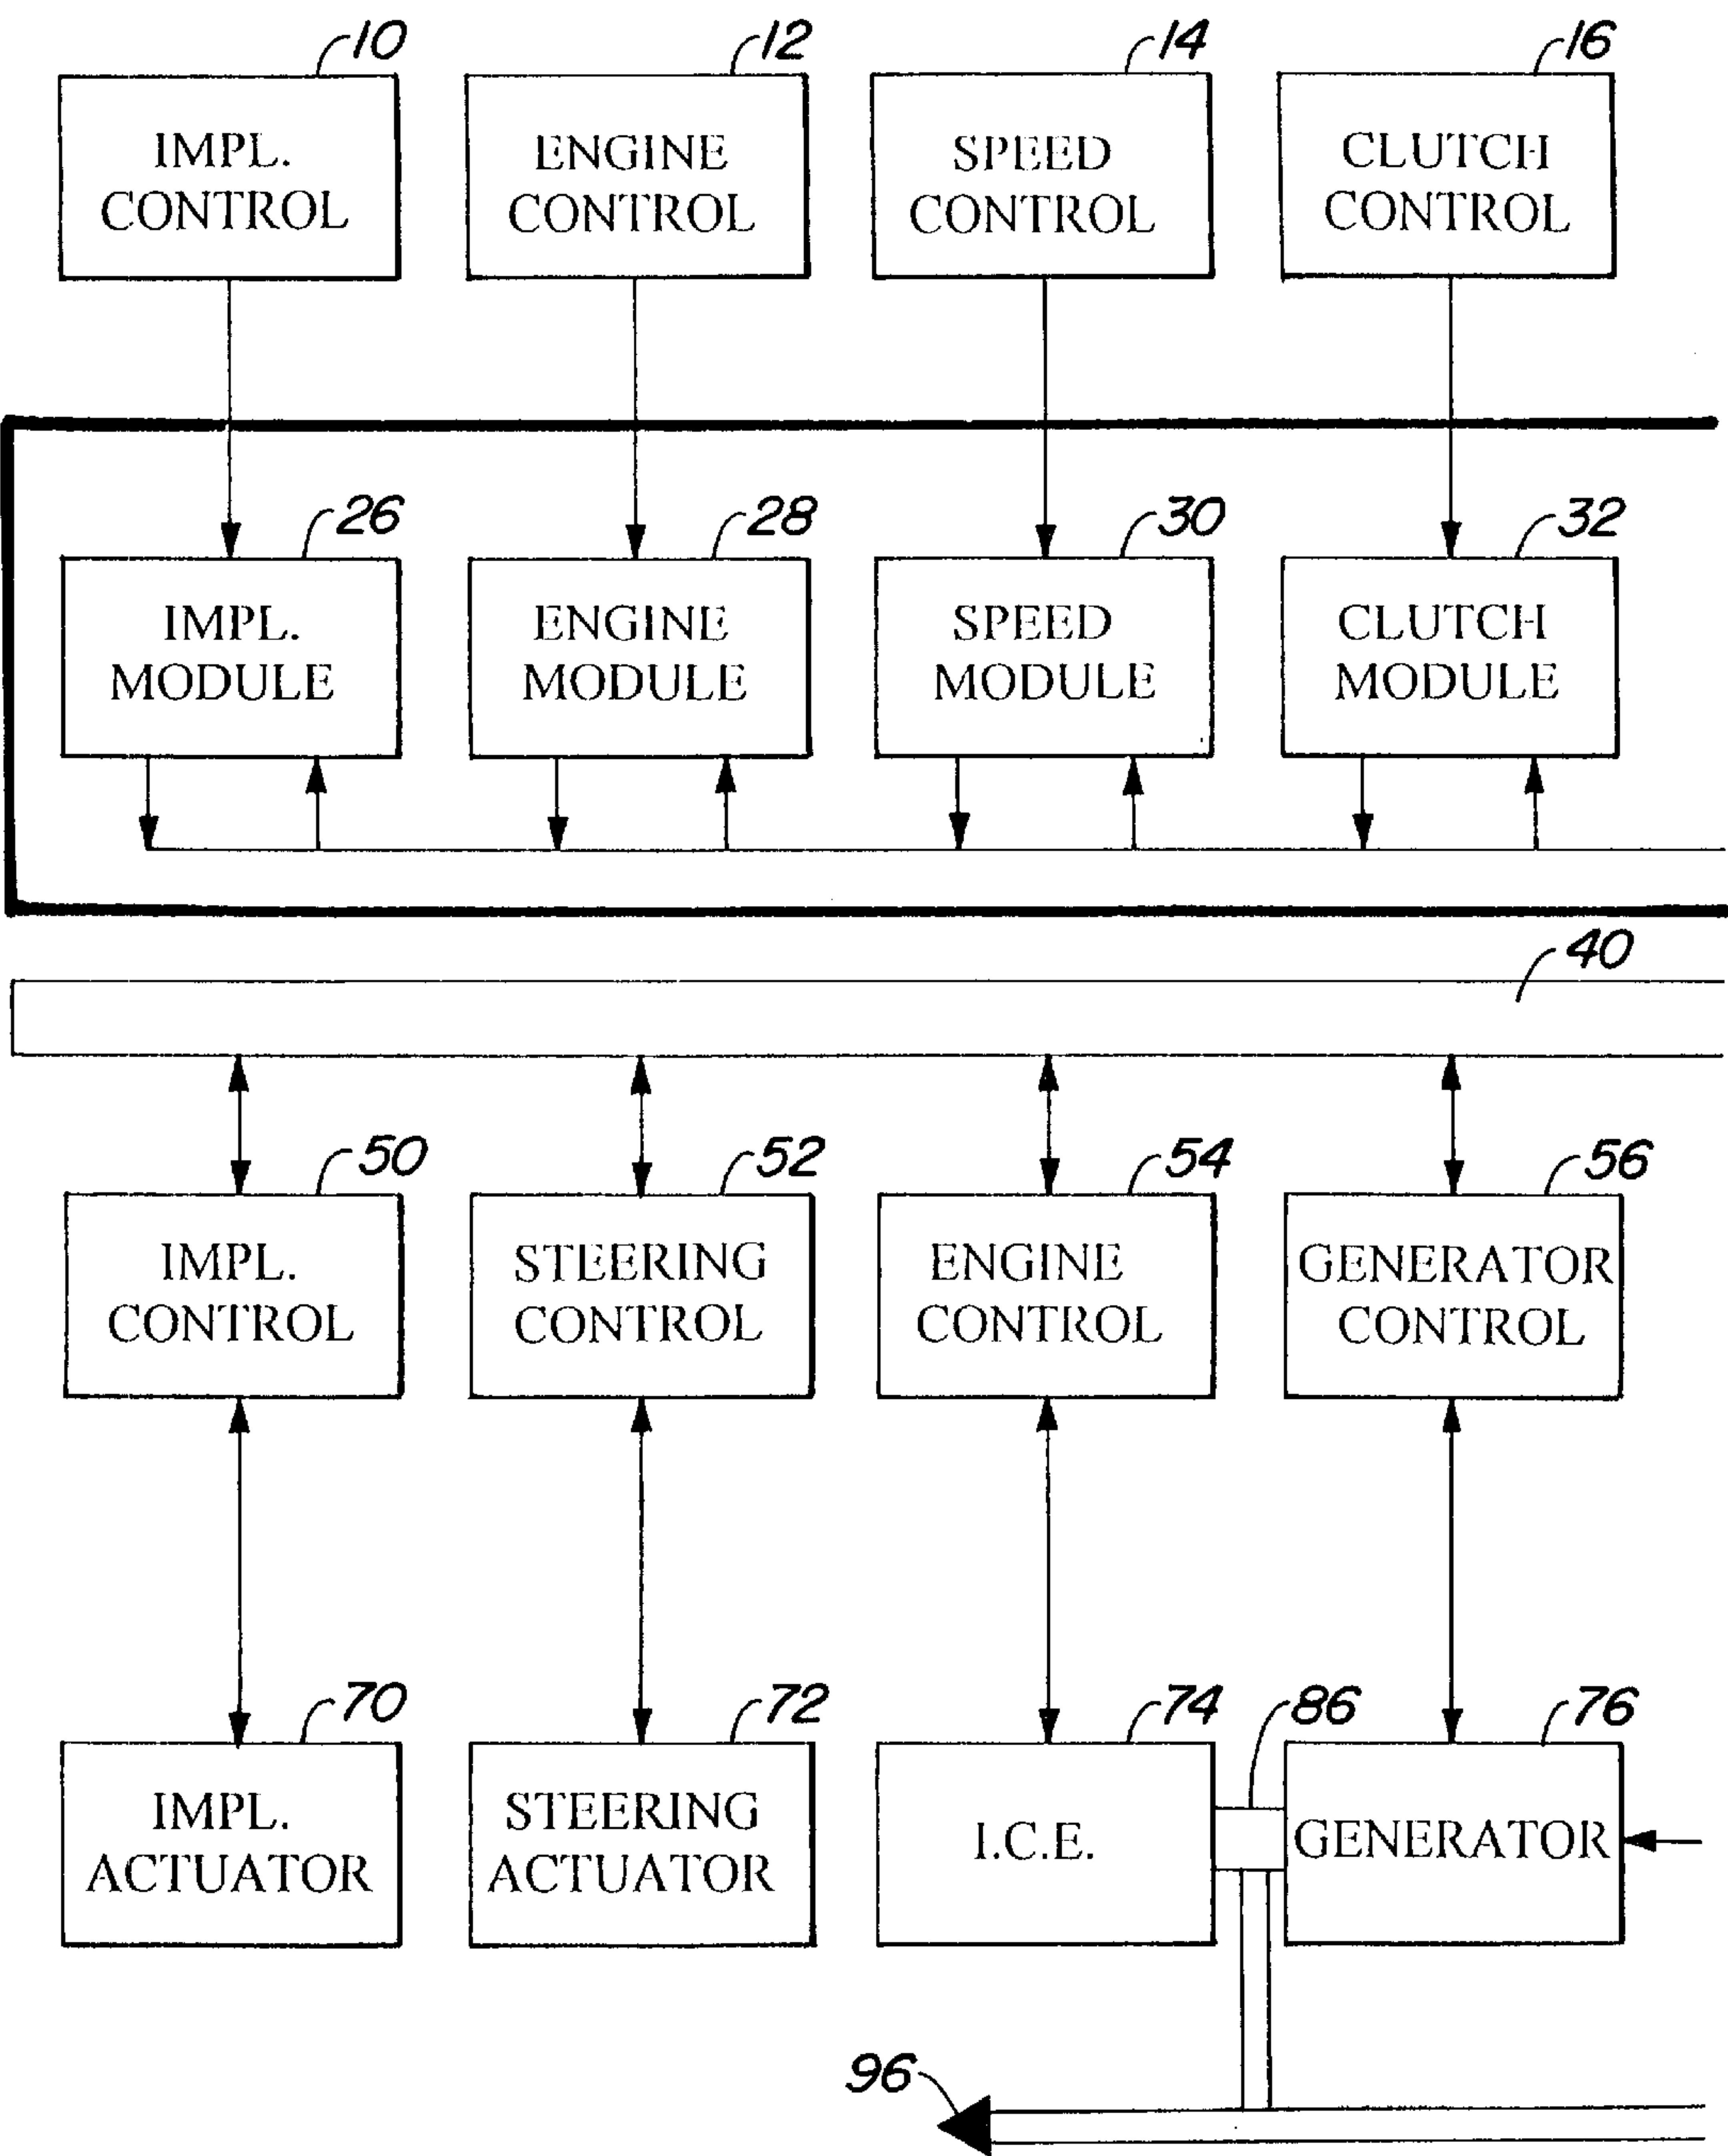 10
12
14
16
IMPL.
CONTROL
ENGINE
CONTROL
SPEED
CONTROL
CLUTCH
CONTROL
26
28
30
32
IMPL.
MODULE
ENGINE
MODULE
SPEED
MODULE
CLUTCH
MODULE
40
50
52
54
56
IMPL.
CONTROL
STEERING
CONTROL
ENGINE
CONTROL
GENERATOR
CONTROL
70
72
74
86
76
IMPL.
ACTUATOR
STEERING
ACTUATOR
I.C.E.
GENERATOR
96